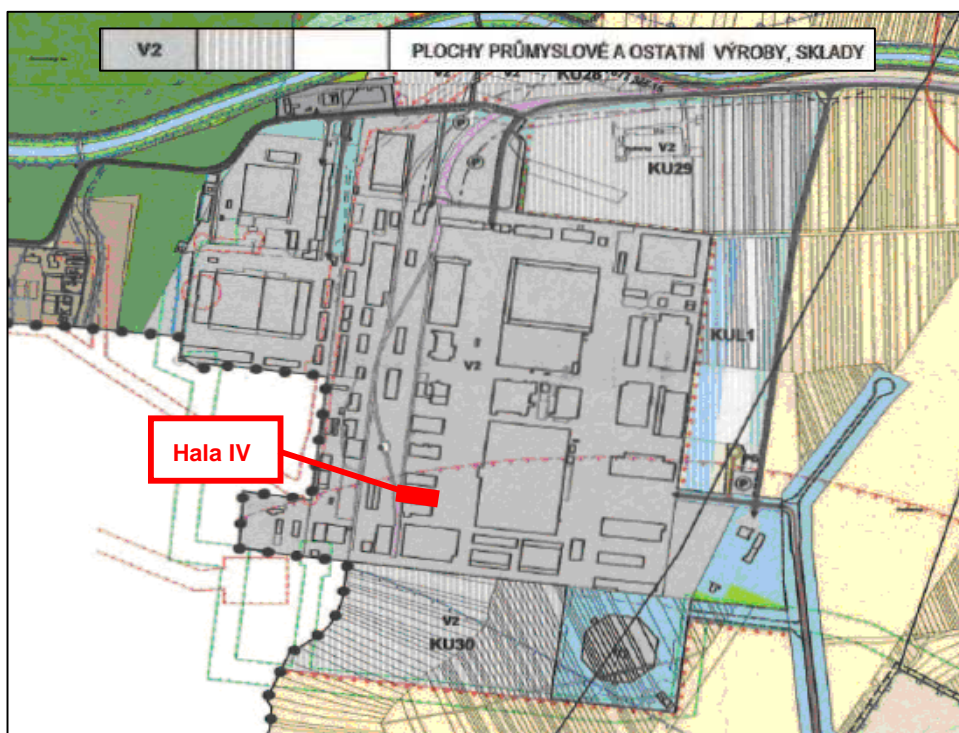 V2 PLOCHY PRŮMYSLOVÉ A OSTATNÍ VÝROBY, SKLADY
KU28
V2
KU29
KUL1
V2
Hala IV
V2
KU30